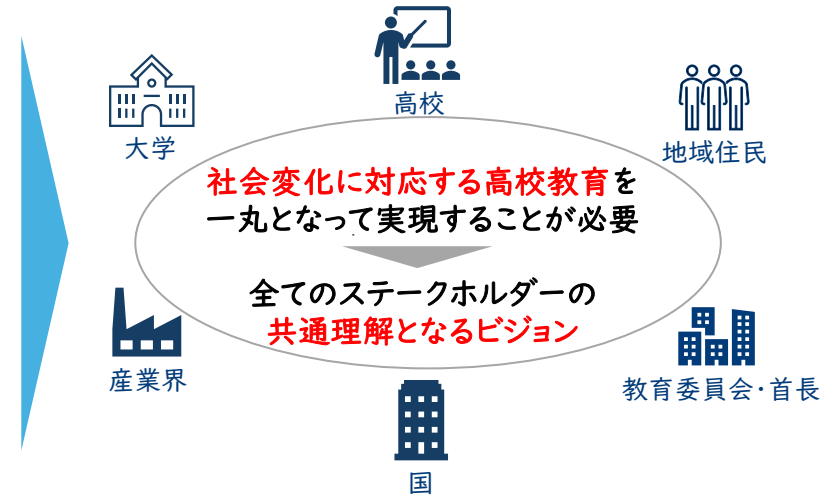 高校
大学
地域住民
社会変化に対応する高校教育を
一丸となって実現することが必要
全てのステークホルダーの
共通理解となるビジョン
産業界
教育委員会・首長
国